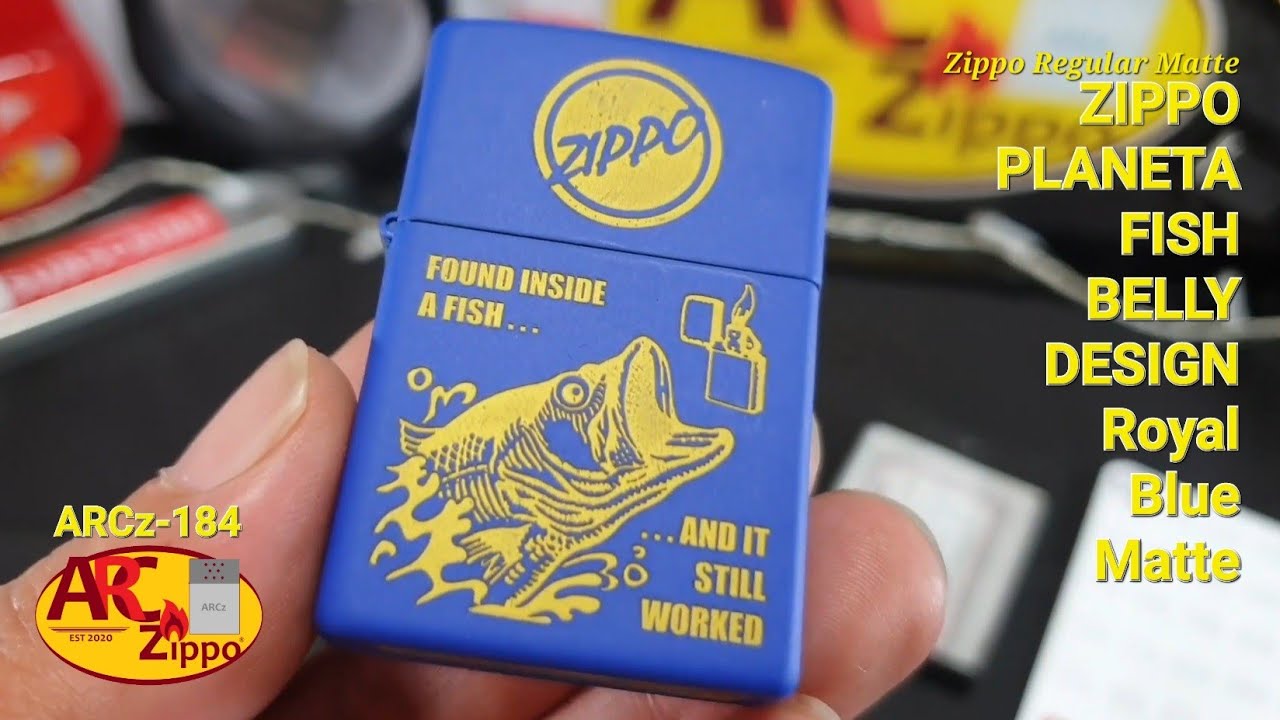 Zippo Regular Matte
ZIPPO
PLANETA
FISH
BELLY
DESIGN
Royal
Blue
Matte
ZIPPO
FOUND INSIDE
A FISH . . .
. . . AND IT
STILL
WORKED
ARCz-184
ARC
ARCz
EST 2020
Zippo